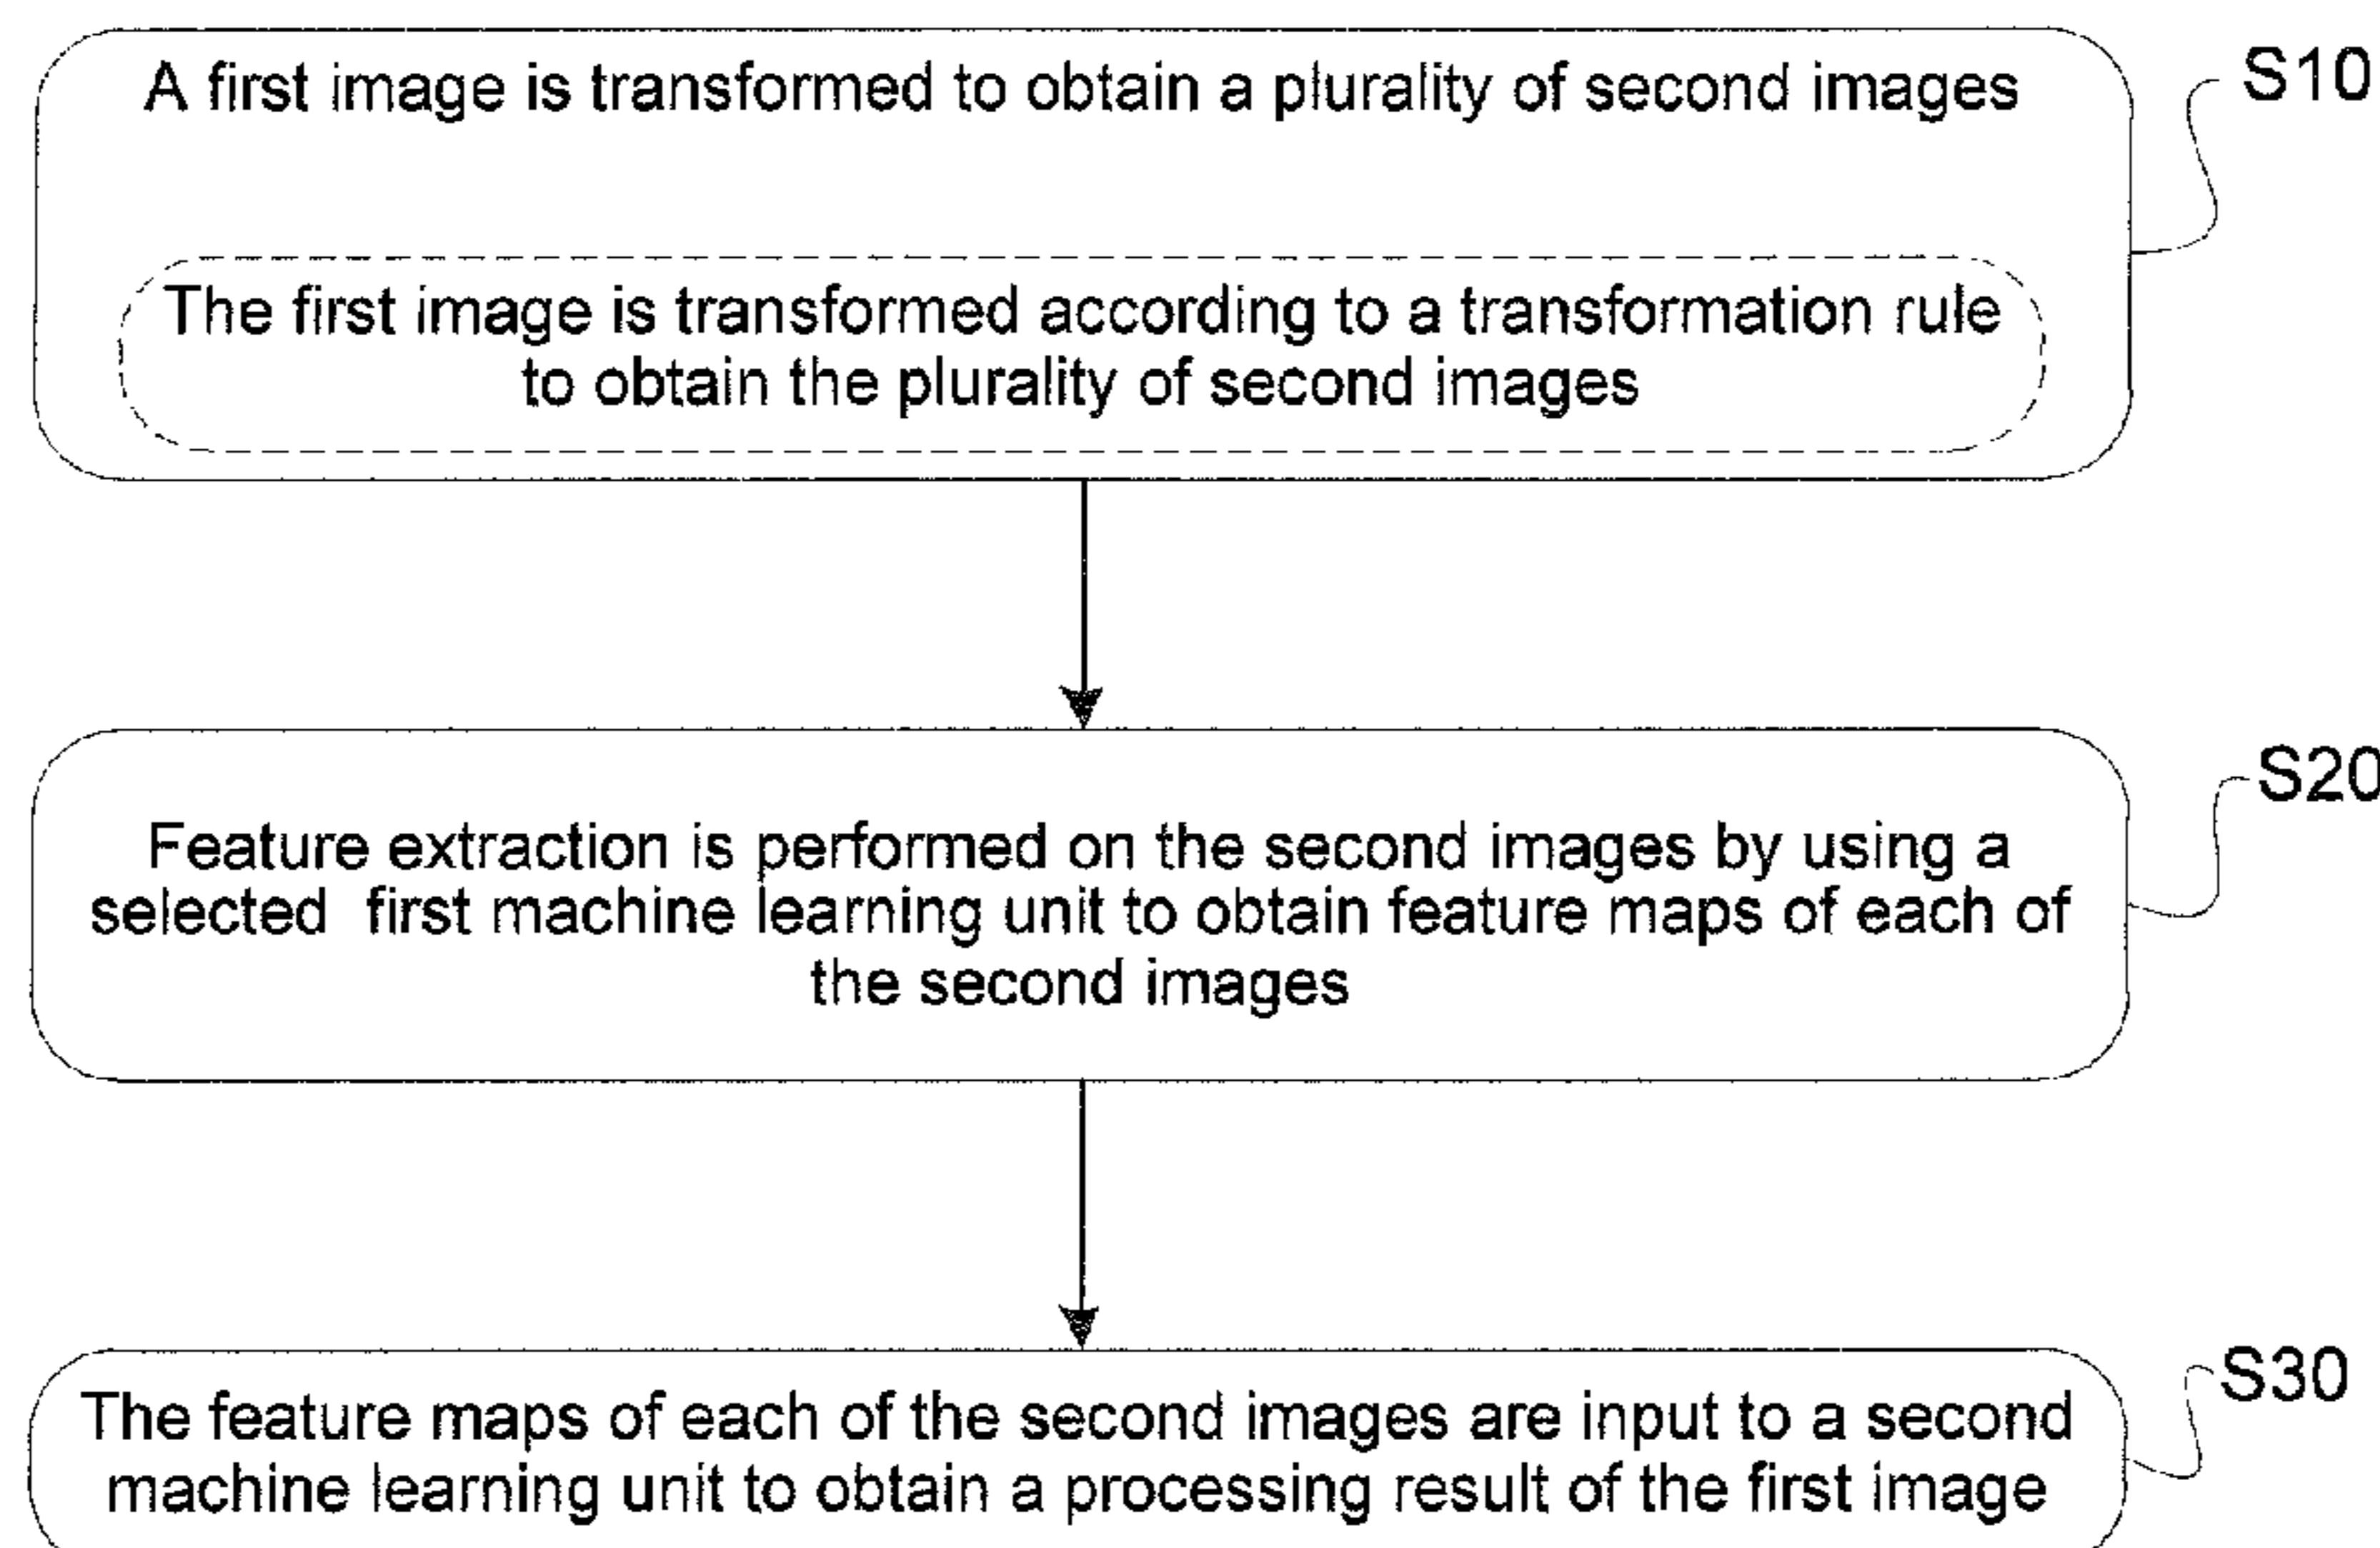 A first image is transformed to obtain a plurality of second images
S10
The first image is transformed according to a transformation rule
to obtain the plurality of second images
S20
Feature extraction is performed on the second images by using a
selected first machine learning unit to obtain feature maps of each of
the second images
S30
The feature maps of each of the second images are input to a second
machine learning unit to obtain a processing result of the first image